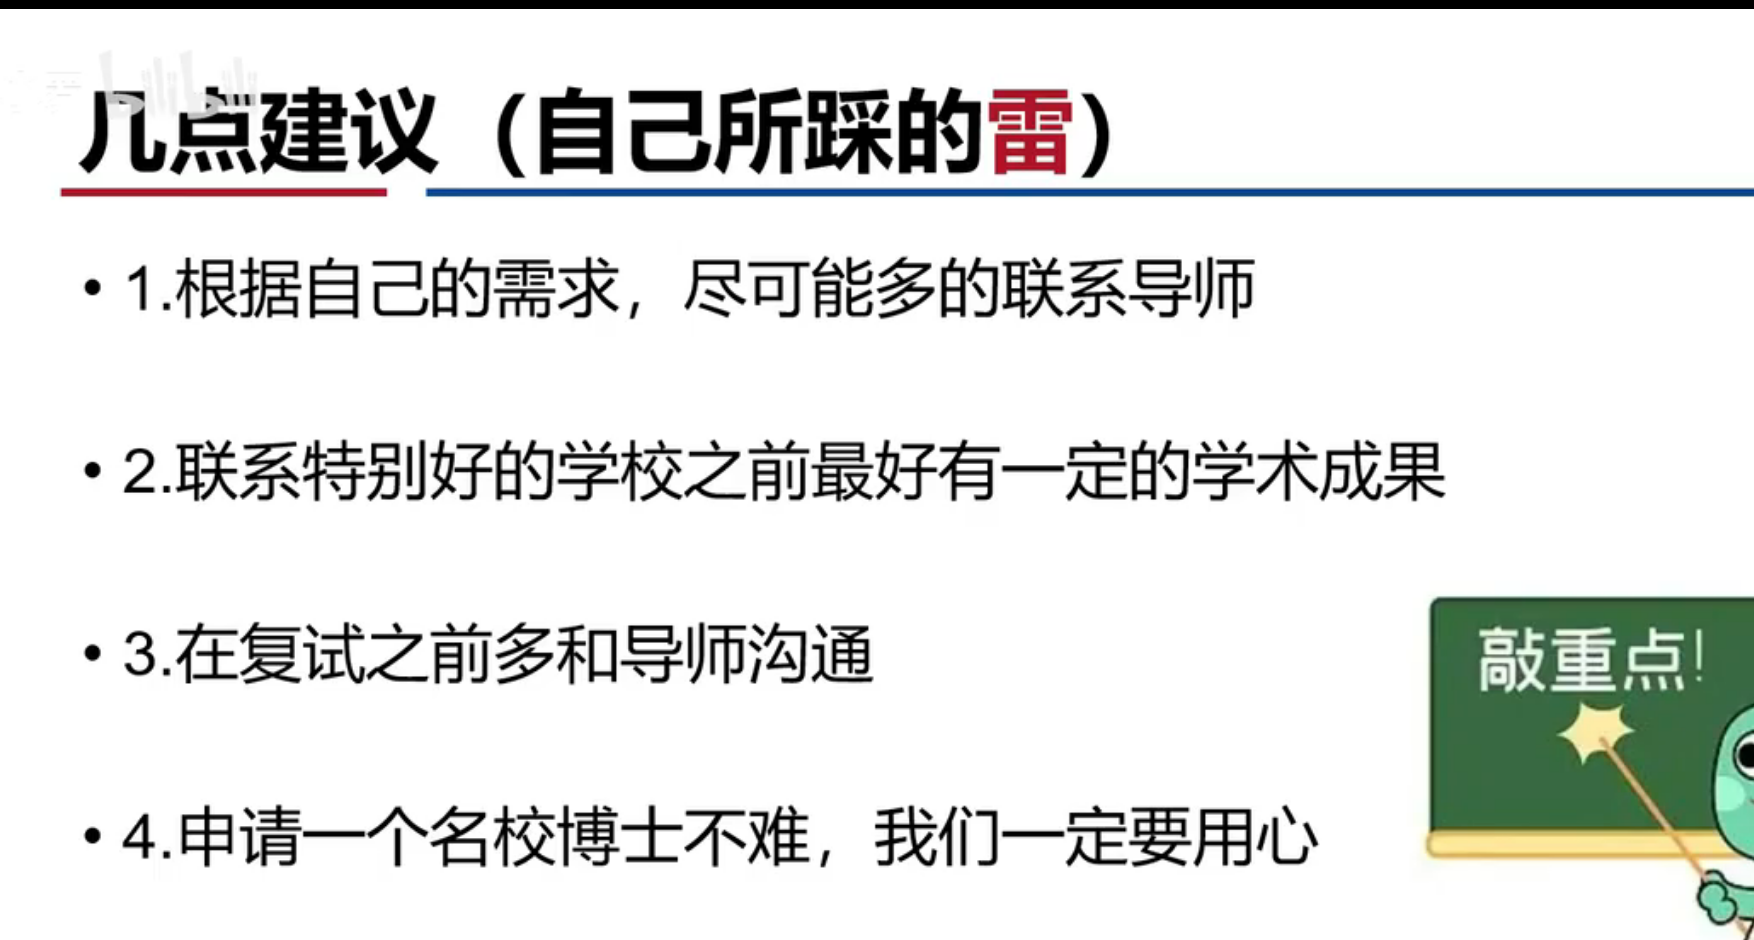 bilibili
几点建议（自己所踩的雷）
• 1.根据自己的需求，尽可能多的联系导师
• 2.联系特别好的学校之前最好有一定的学术成果
• 3.在复试之前多和导师沟通
敲重点！
• 4.申请一个名校博士不难，我们一定要用心